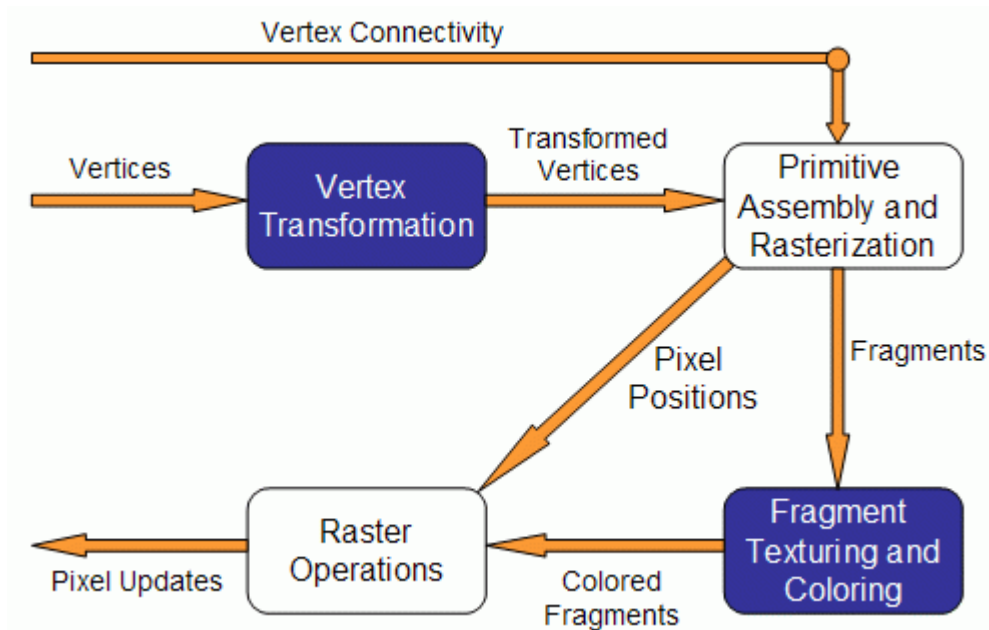 Vertex Connectivity
Vertices
Vertex
Transformation
Transformed
Vertices
Primitive
Assembly and
Rasterization
Pixel
Positions
Fragments
Raster
Operations
Fragment
Texturing and
Coloring
Pixel Updates
Colored
Fragments